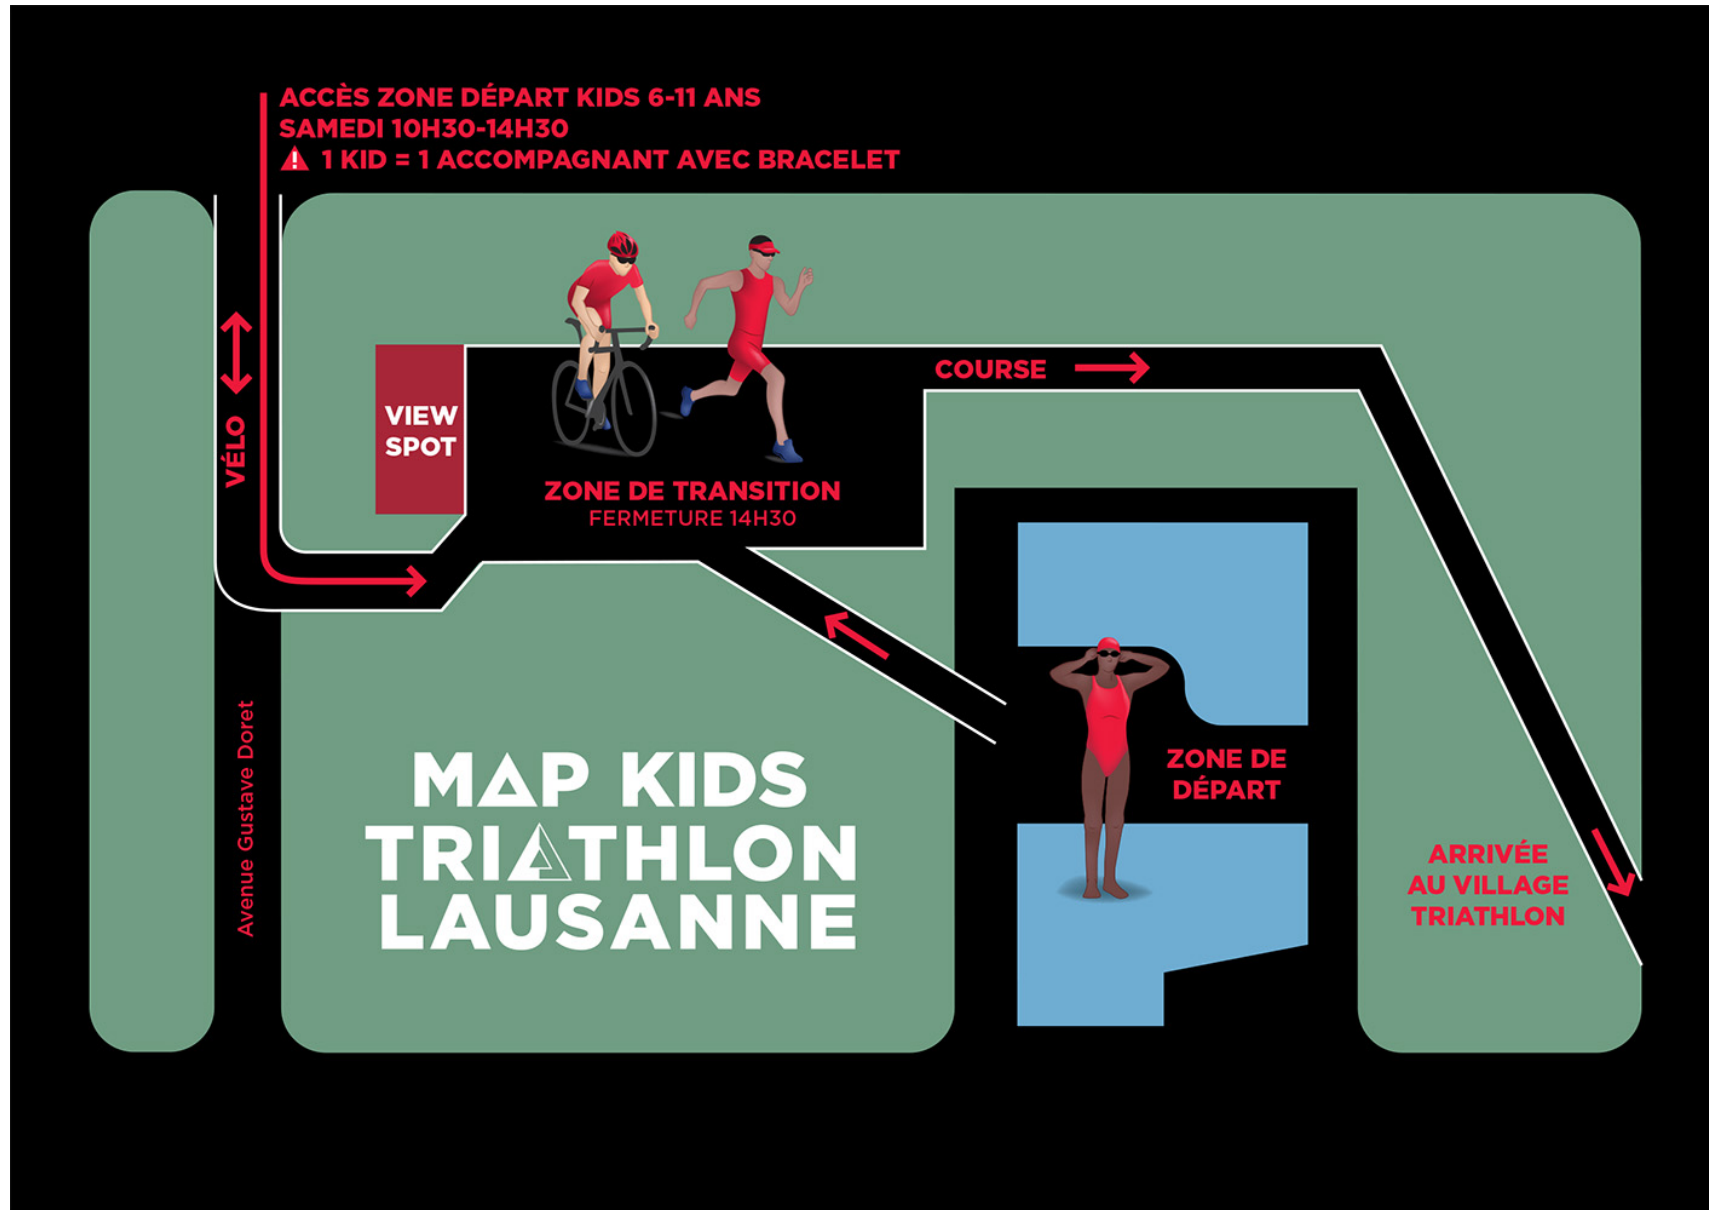 ACCÈS ZONE DÉPART KIDS 6-11 ANS
SAMEDI 10H30-14H30
! 1 KID = 1 ACCOMPAGNANT AVEC BRACELET
VÉLO
VIEW
SPOT
COURSE
ZONE DE TRANSITION
FERMETURE 14H30
ZONE DE
DÉPART
Avenue Gustave Doret
MAP KIDS
TRIATHLON
LAUSANNE
ARRIVÉE
AU VILLAGE
TRIATHLON